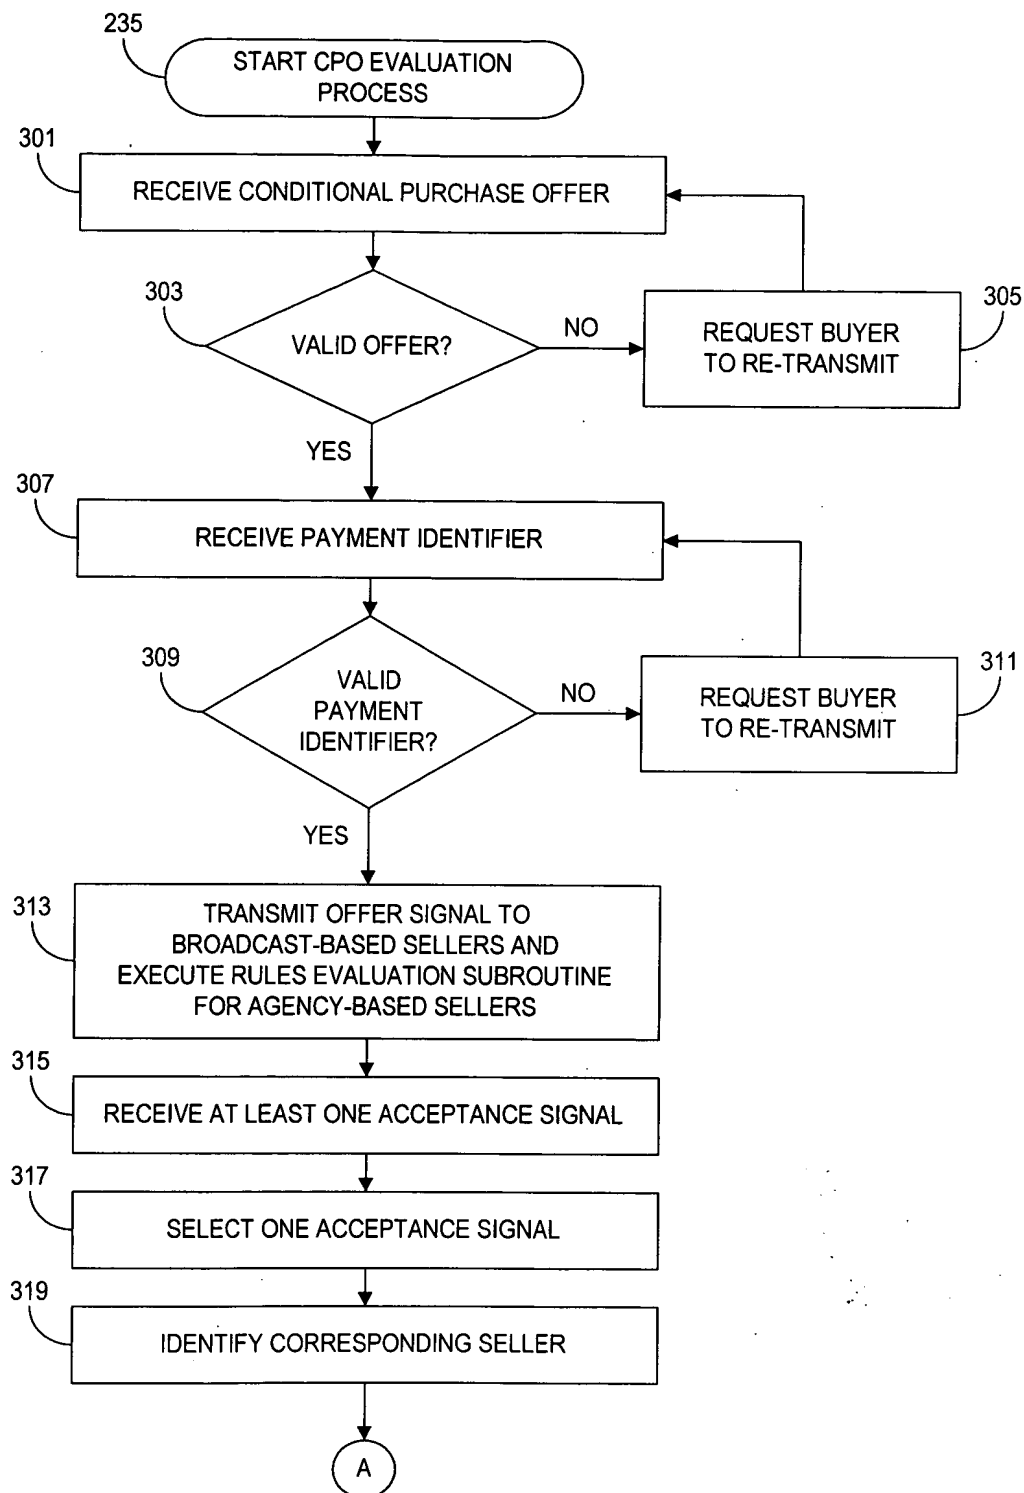 235
START CPO EVALUATION
PROCESS
301
RECEIVE CONDITIONAL PURCHASE OFFER
303
VALID OFFER?
NO
305
REQUEST BUYER
TO RE-TRANSMIT
YES
307
RECEIVE PAYMENT IDENTIFIER
309
VALID
PAYMENT
IDENTIFIER?
NO
311
REQUEST BUYER
TO RE-TRANSMIT
YES
313
TRANSMIT OFFER SIGNAL TO
BROADCAST-BASED SELLERS AND
EXECUTE RULES EVALUATION SUBROUTINE
FOR AGENCY-BASED SELLERS
315
RECEIVE AT LEAST ONE ACCEPTANCE SIGNAL
317
SELECT ONE ACCEPTANCE SIGNAL
319
IDENTIFY CORRESPONDING SELLER
A